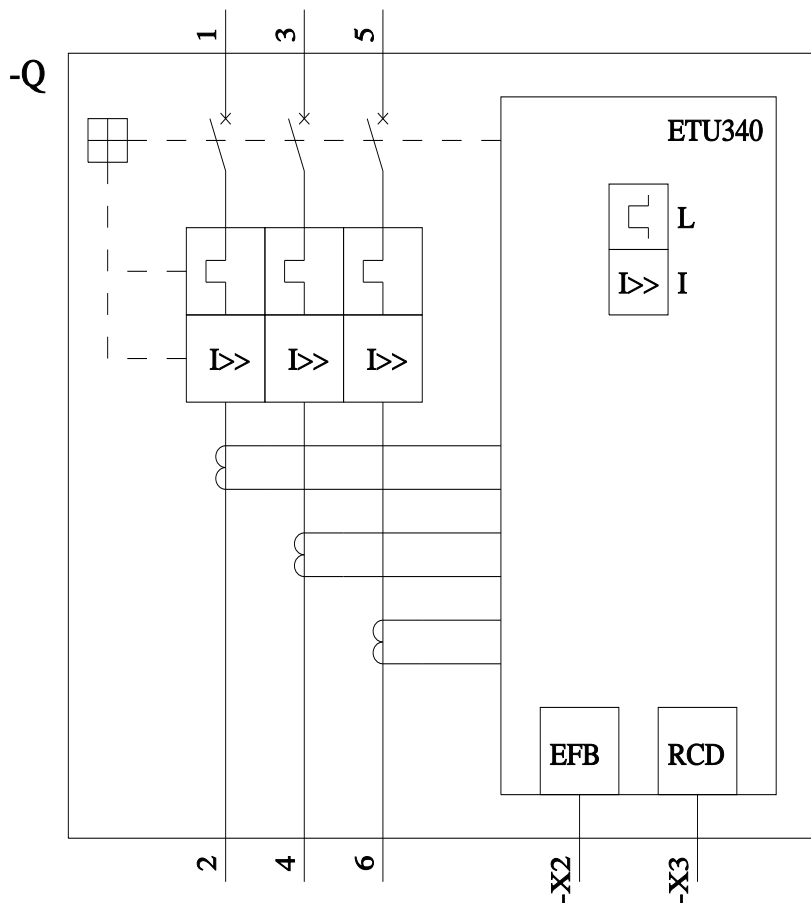 1 3 5
-Q
ETU340
L
I>> I
I>> I>> I>>
EFB RCD
2 4 6 -X2 -X3